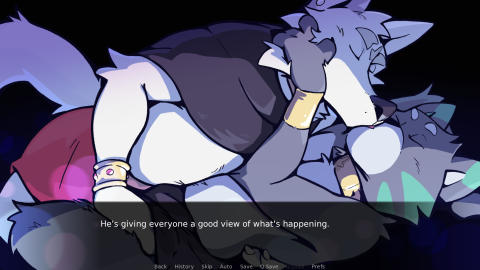 He's giving everyone a good view of what's happening.
Back History Skip Auto Save Q.Save Prefs